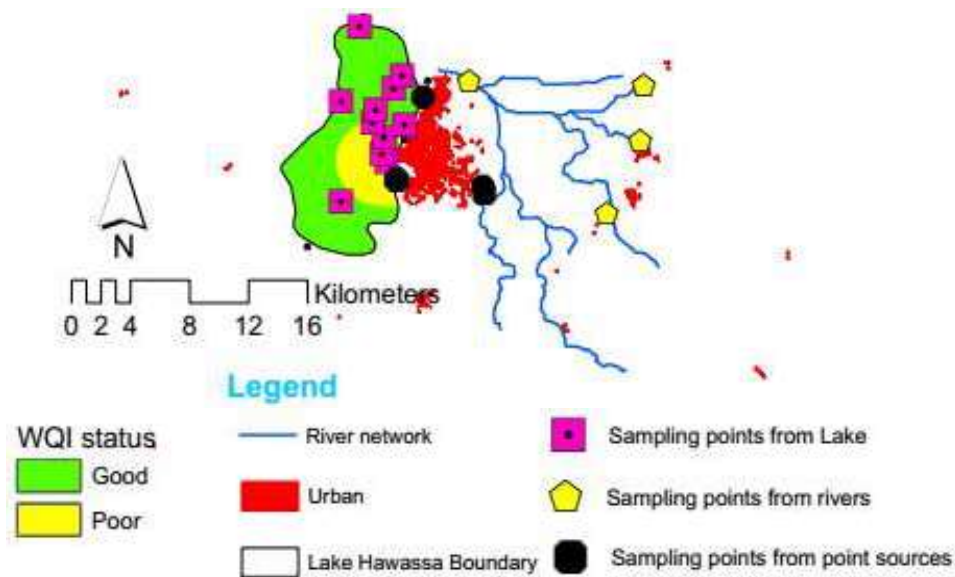 N
Kilometers
0 2 4 8 12 16
Legend
WQI status
Good
Poor
River network
Urban
Lake Hawassa Boundary
Sampling points from Lake
Sampling points from rivers
Sampling points from point sources